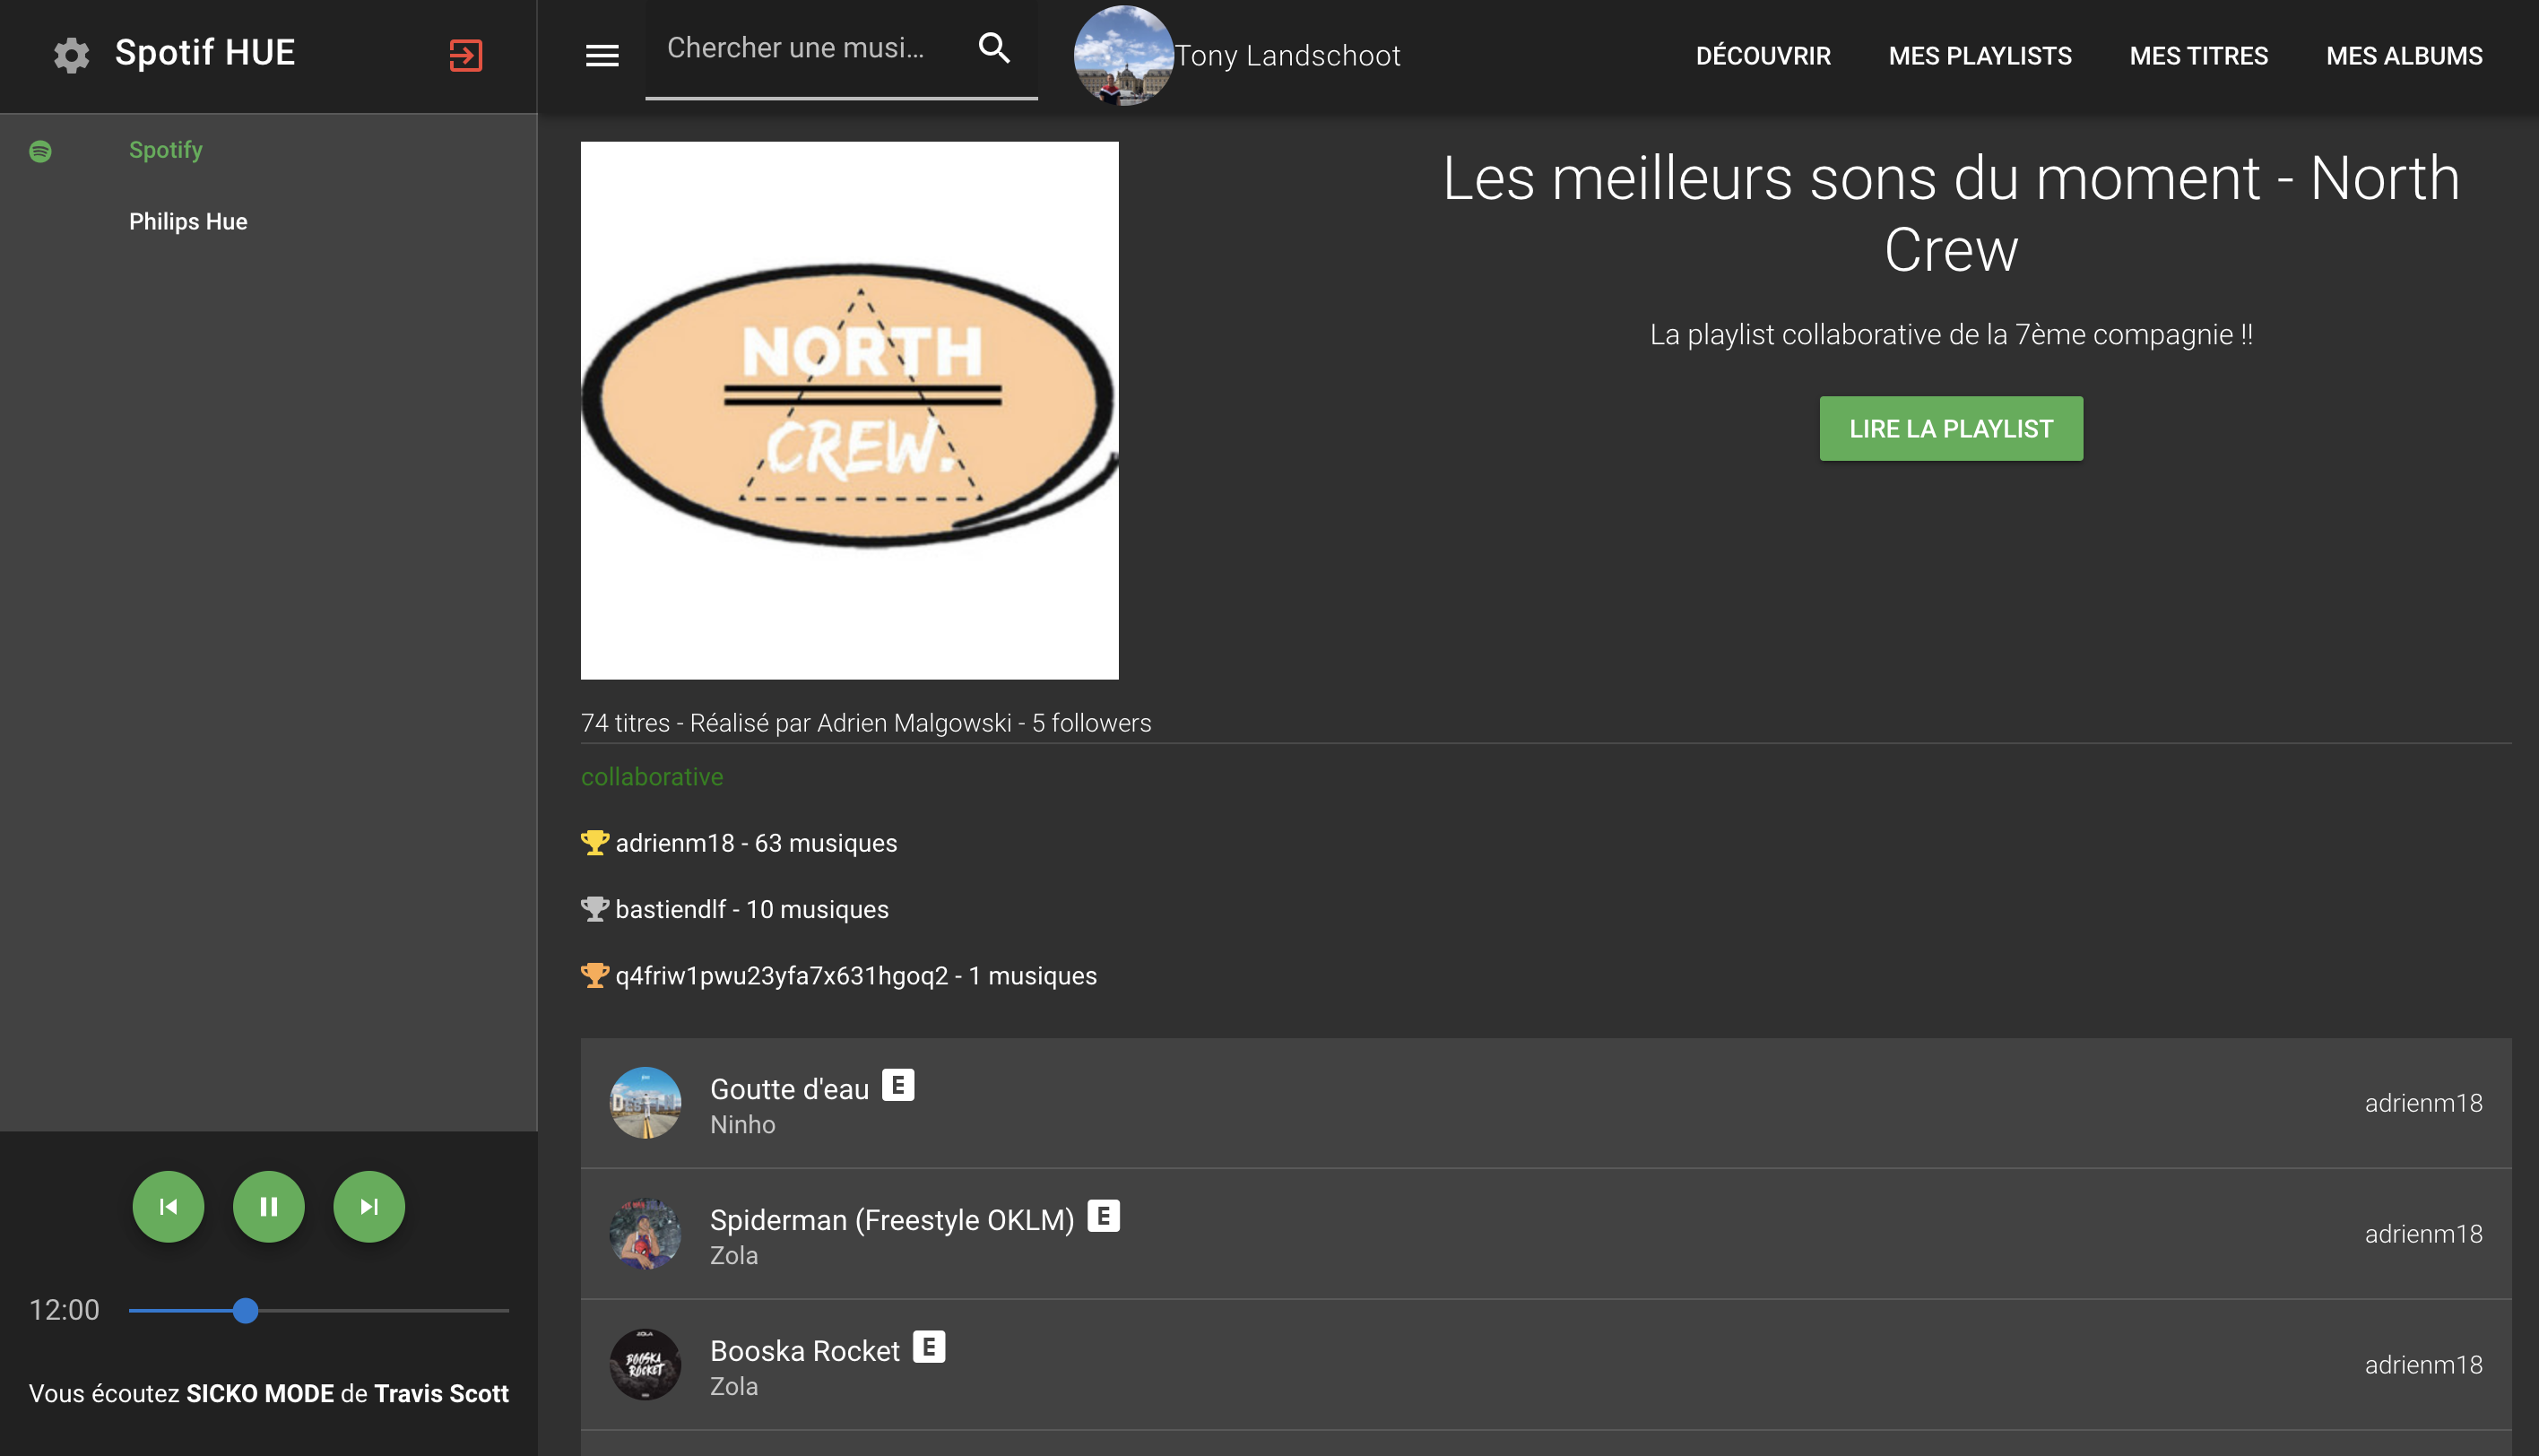 Spotif HUE
Chercher une musi...
Tony Landschoot
DÉCOUVRIR
MES PLAYLISTS
MES TITRES
MES ALBUMS
Spotify
Philips Hue
NORTH
CREW.
Les meilleurs sons du moment - North
Crew
La playlist collaborative de la 7ème compagnie !!
LIRE LA PLAYLIST
74 titres - Réalisé par Adrien Malgowski - 5 followers
collaborative
adrienm18 - 63 musiques
bastiendlf - 10 musiques
q4friw1pwu23yfa7x631hgoq2 - 1 musiques
Goutte d'eau E
Ninho
adrienm18
Spiderman (Freestyle OKLM) E
Zola
adrienm18
ZOLA
BOOSKA
ROCKET
Booska Rocket E
Zola
adrienm18
12:00
Vous écoutez SICKO MODE de Travis Scott